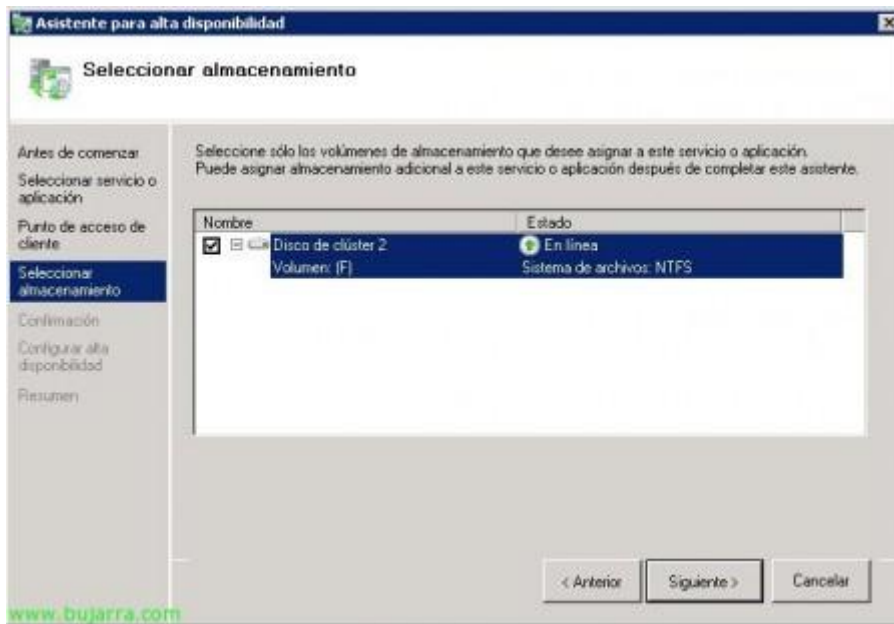 Asistente para alta disponibilidad
Seleccionar almacenamiento
Antes de comenzar
Seleccionar servicio o
aplicación
Punto de acceso de
cliente
Seleccionar
almacenamiento
Confirmación
Configurar alta
disponibilidad
Resumen
Seleccione sólo los volúmenes de almacenamiento que desee asignar a este servicio o aplicación.
Puede asignar almacenamiento adicional a este servicio o aplicación después de completar este asistente.
Nombre Estado
Disco de clúster 2 En línea
Volumen: (F) Sistema de archivos: NTFS
< Anterior Siguiente > Cancelar
www.bujarra.com